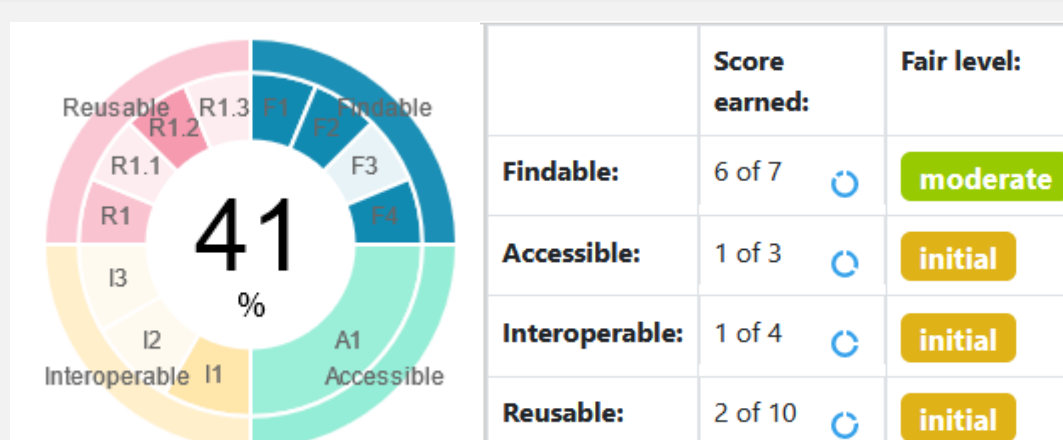 Reusable
R1.3
F1
Findable
R1.2
F2
R1.1
F3
R1
F4
41
%
I3
I2
A1
Interoperable
I1
Accessible
Score earned:
Fair level:
Findable:
6 of 7
moderate
Accessible:
1 of 3
initial
Interoperable:
1 of 4
initial
Reusable:
2 of 10
initial